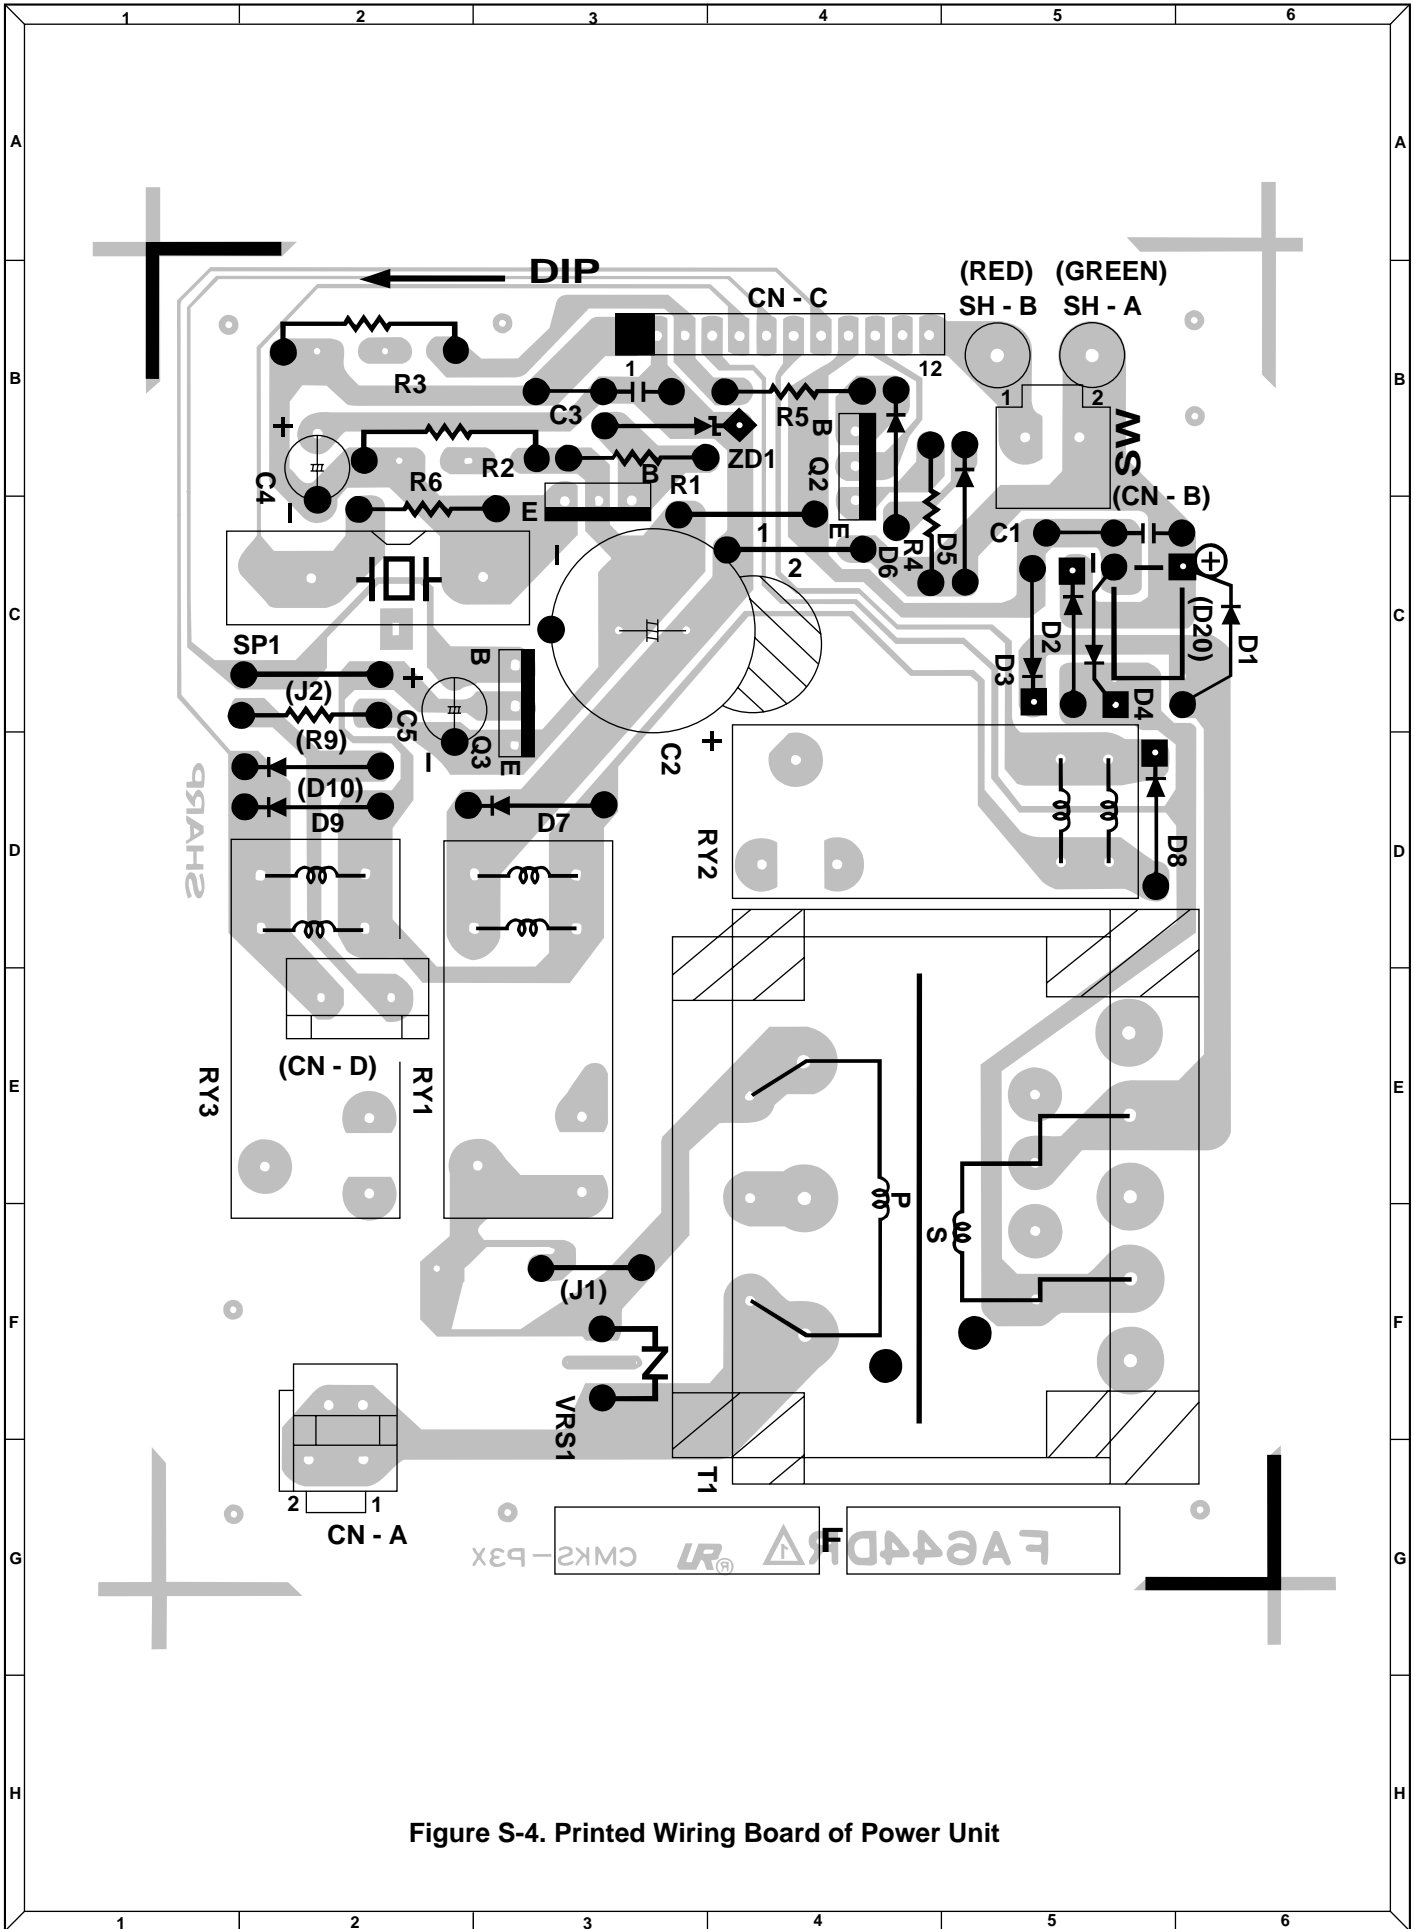 1 2 3 4 5 6
A A
DIP
(RED) (GREEN)
CN - C SH - B SH - A
B B
1 12
R3
1 2
C3 R5 B
SW
+
R2 ZD1 Q2
B
C4 R6 R1 (CN - B)
− E E C1
1
− D6 R4 D5 − − +
2
C C
SP1 B D2 (D20) D1
+ D3
(J2)
C5 D4
(R9) Q3
− E C2 +
(D10)
SHARP
D9 D7
D D
RY2 D8
(CN - D)
RY3 RY1
E E
P
S
(J1)
F F
VRS1
T1
2 1
CN - A
G G
CMKS-P3X UR ® 1 F FA644DR
H H
Figure S-4. Printed Wiring Board of Power Unit
1 2 3 4 5 6